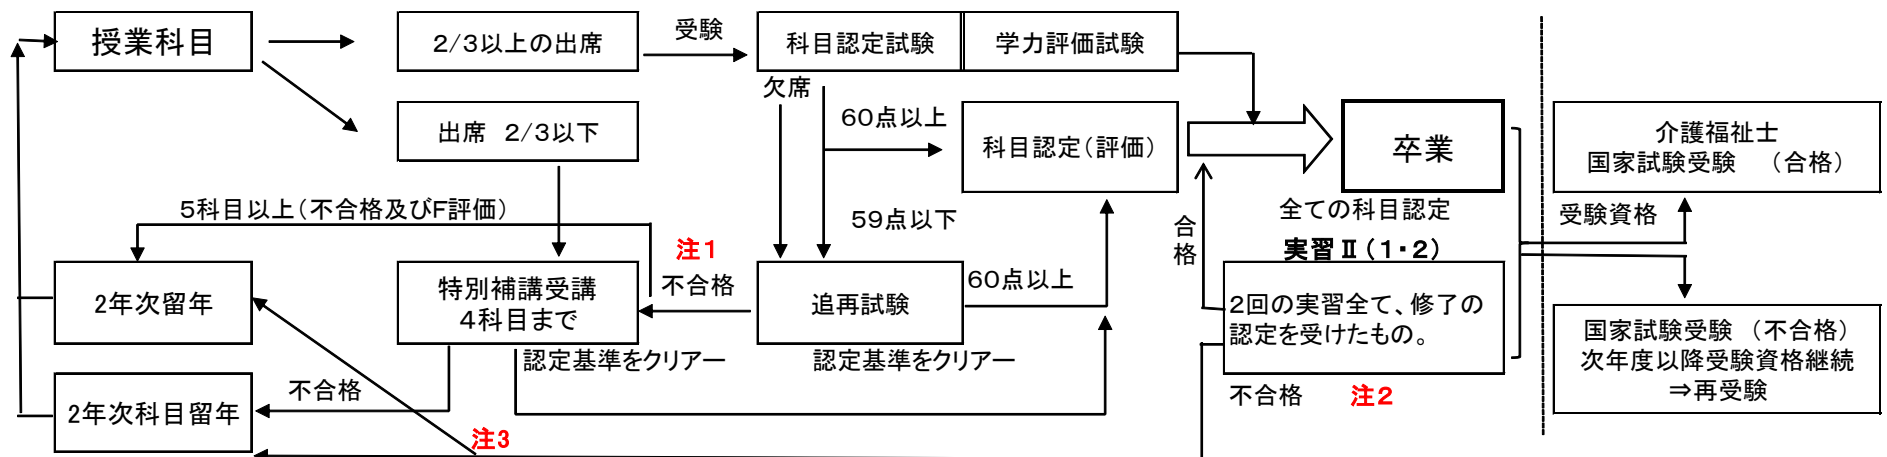 授業科目
2/3以上の出席
受験
科目認定試験
学力評価試験
欠席
出席　2/3以下
60点以上
科目認定（評価）
卒業
介護福祉士
国家試験受験　（合格）
5科目以上（不合格及びF評価）
59点以下
合格
全ての科目認定
受験資格
注1
実習Ⅱ（1・2）
2年次留年
特別補講受講
4科目まで
不合格
追再試験
60点以上
2回の実習全て、修了の
認定を受けたもの。
国家試験受験　（不合格）
次年度以降受験資格継続
⇒再受験
認定基準をクリアー
認定基準をクリアー
不合格
不合格
注2
2年次科目留年
注3